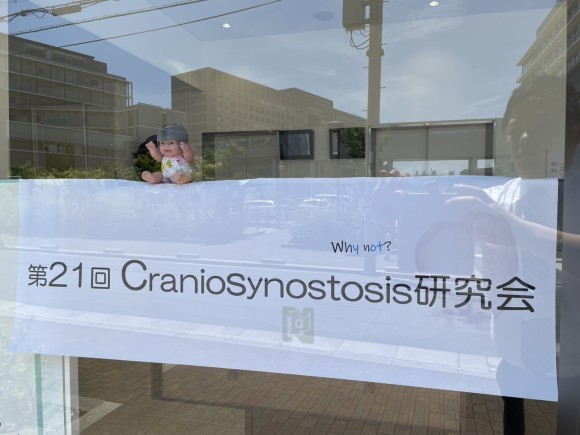 Why not?
第21回 CranioSynostosis研究会